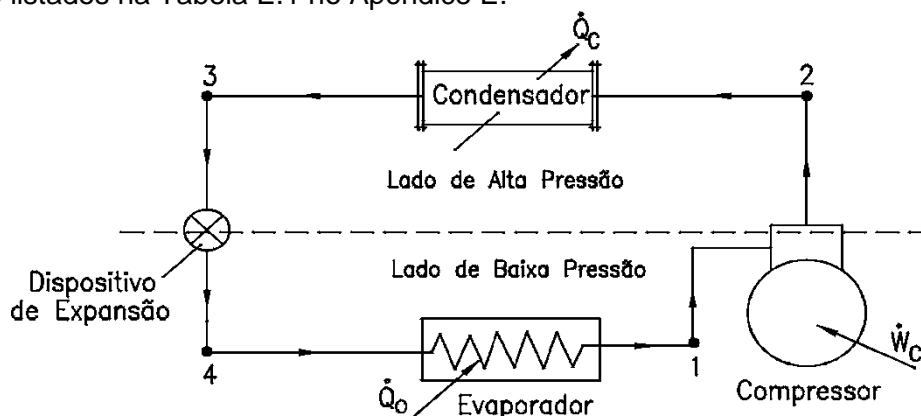 listados na Tabela E.1 no Apêndice E.
Q̇c
3
Condensador
2
Lado de Alta Pressão
Lado de Baixa Pressão
Dispositivo
de Expansão
4
Q̇o
Evaporador
1
Compressor
Ẇc